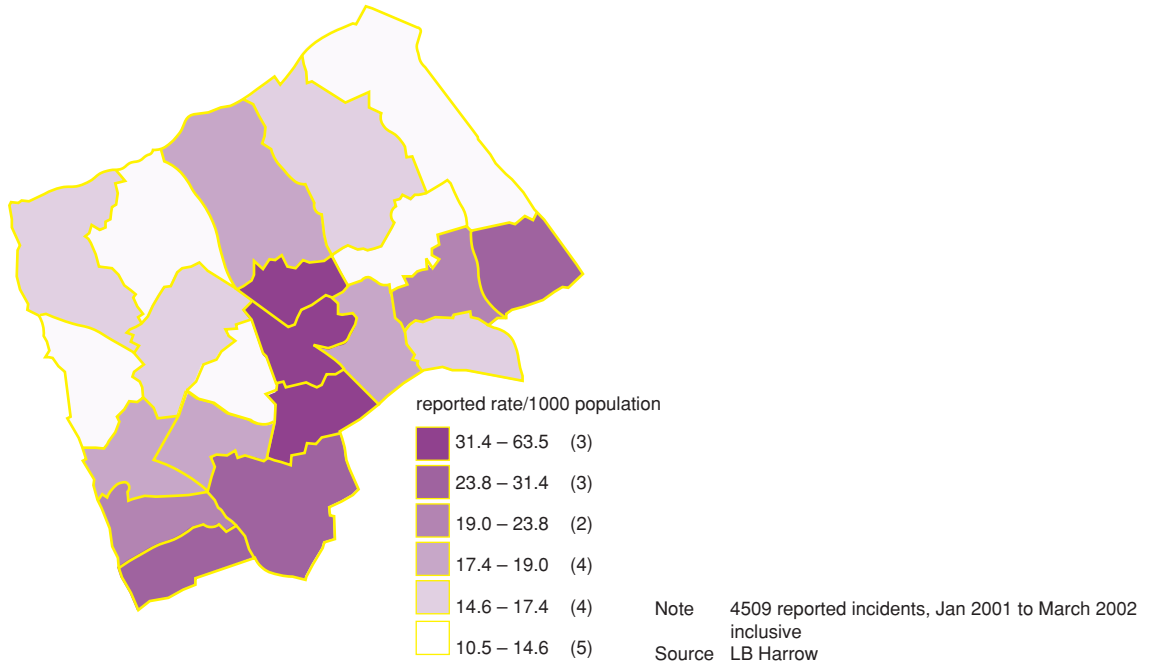 reported rate/1000 population
31.4 – 63.5 (3)
23.8 – 31.4 (3)
19.0 – 23.8 (2)
17.4 – 19.0 (4)
14.6 – 17.4 (4)
10.5 – 14.6 (5)
Note 4509 reported incidents, Jan 2001 to March 2002
inclusive
Source LB Harrow